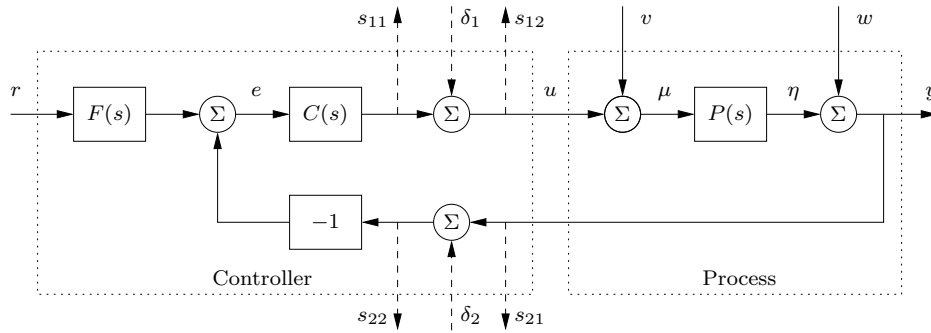 s₁₁ δ₁ s₁₂ v w
r F(s) Σ e C(s) Σ u Σ μ P(s) η Σ y
−1 Σ
Controller Process
s₂₂ δ₂ s₂₁